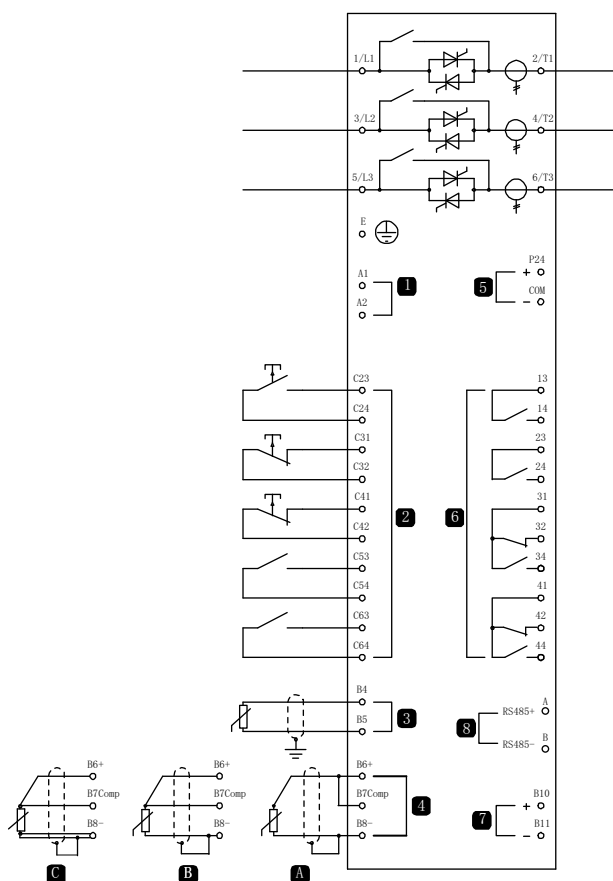 1/L1 2/T1
3/L2 4/T2
5/L3 6/T3
E
P24
A1 1 5 +
COM
A2 -
C23 13
C24 14
C31 23
C32 24
C41 31
2 6
C42 32
C53 34
C54 41
C63 42
C64 44
B4 A
3 RS485+
B5 8
RS485- B
B6+ B6+ B6+
B7Comp B7Comp B7Comp 4 + B10
7
B8- B8- B8- - B11
C B A